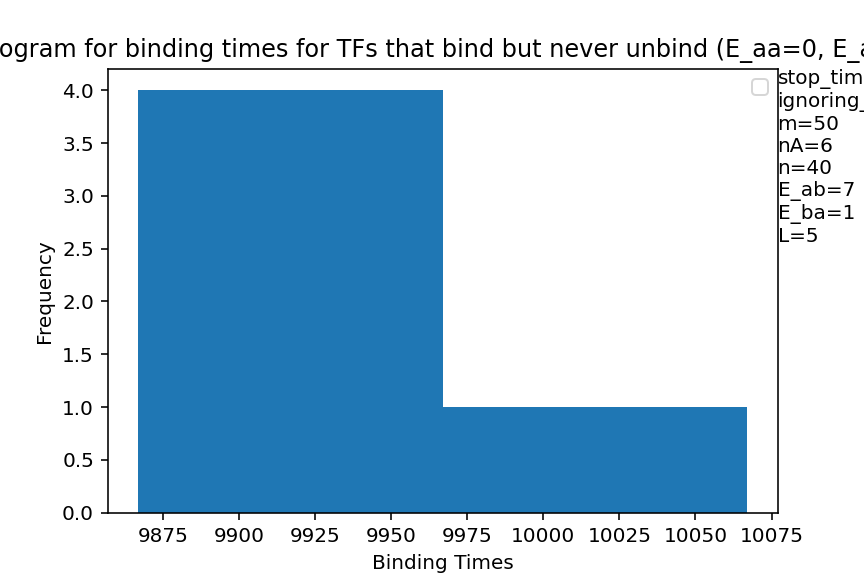 ogram for binding times for TFs that bind but never unbind (E_aa=0, E_a
stop_tim
ignoring_
m=50
nA=6
n=40
E_ab=7
E_ba=1
L=5
4.0
3.5
3.0
2.5
2.0
1.5
1.0
0.5
0.0
Frequency
9875 9900 9925 9950 9975 10000 10025 10050 10075
Binding Times